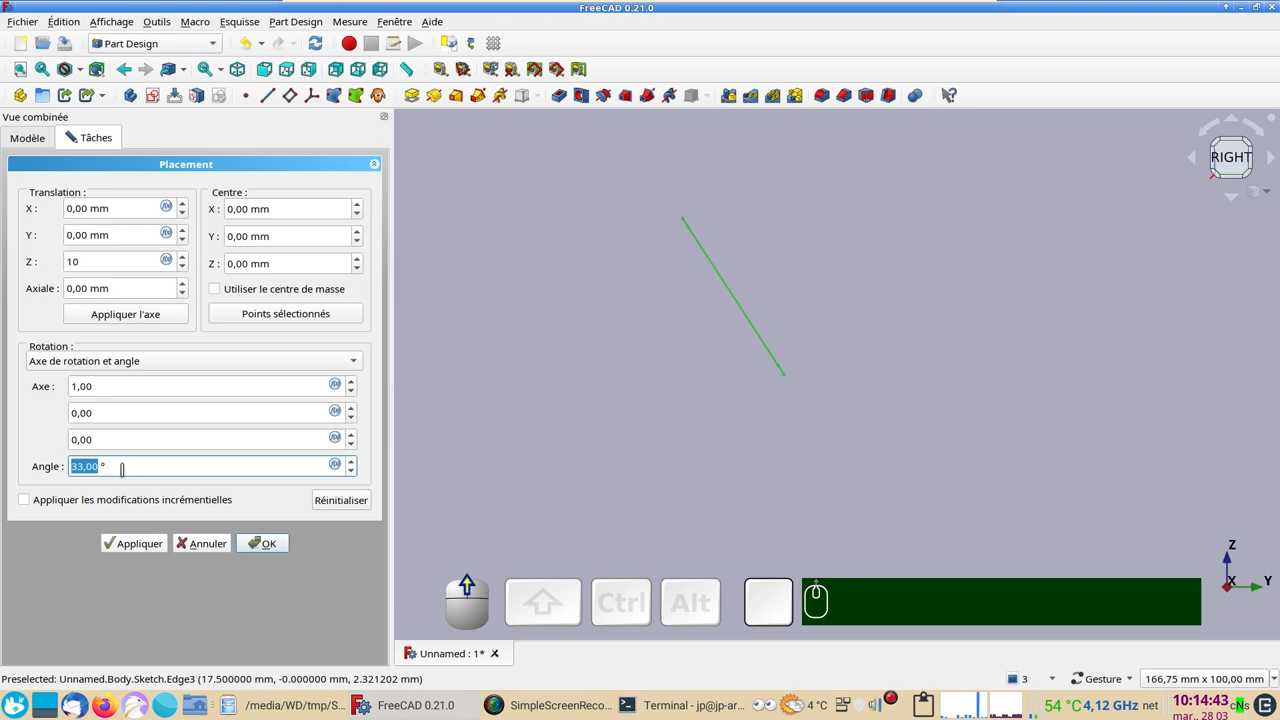 FreeCAD 0.21.0
Fichier Édition Affichage Outils Macro Esquisse Part Design Mesure Fenêtre Aide
Part Design
Vue combinée
Modèle Tâches
Placement
Translation :
X : 0,00 mm
Y : 0,00 mm
Z : 10
Axiale : 0,00 mm
Appliquer l'axe
Centre :
X : 0,00 mm
Y : 0,00 mm
Z : 0,00 mm
Utiliser le centre de masse
Points sélectionnés
Rotation :
Axe de rotation et angle
Axe : 1,00
0,00
0,00
Angle : 33,00 °
Appliquer les modifications incrémentielles
Réinitialiser
Appliquer Annuler OK
RIGHT
Z
X Y
Ctrl Alt
Unnamed : 1*
Preselected: Unnamed.Body.Sketch.Edge3 (17.500000 mm, -0.000000 mm, 2.321202 mm)
3 Gesture 166,75 mm x 100,00 mm
/media/WD/tmp/S... FreeCAD 0.21.0 SimpleScreenReco... Terminal - jp@jp-ar... 4 °C 54 °C 4,12 GHz net
10:14:43
mar., 28 03